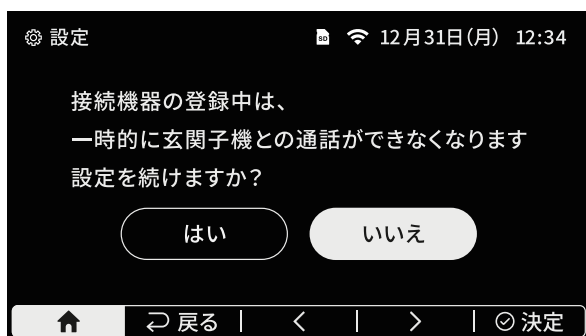 設定 SD 12月31日(月) 12:34
接続機器の登録中は、
一時的に玄関子機との通話ができなくなります
設定を続けますか?
はい いいえ
戻る 決定